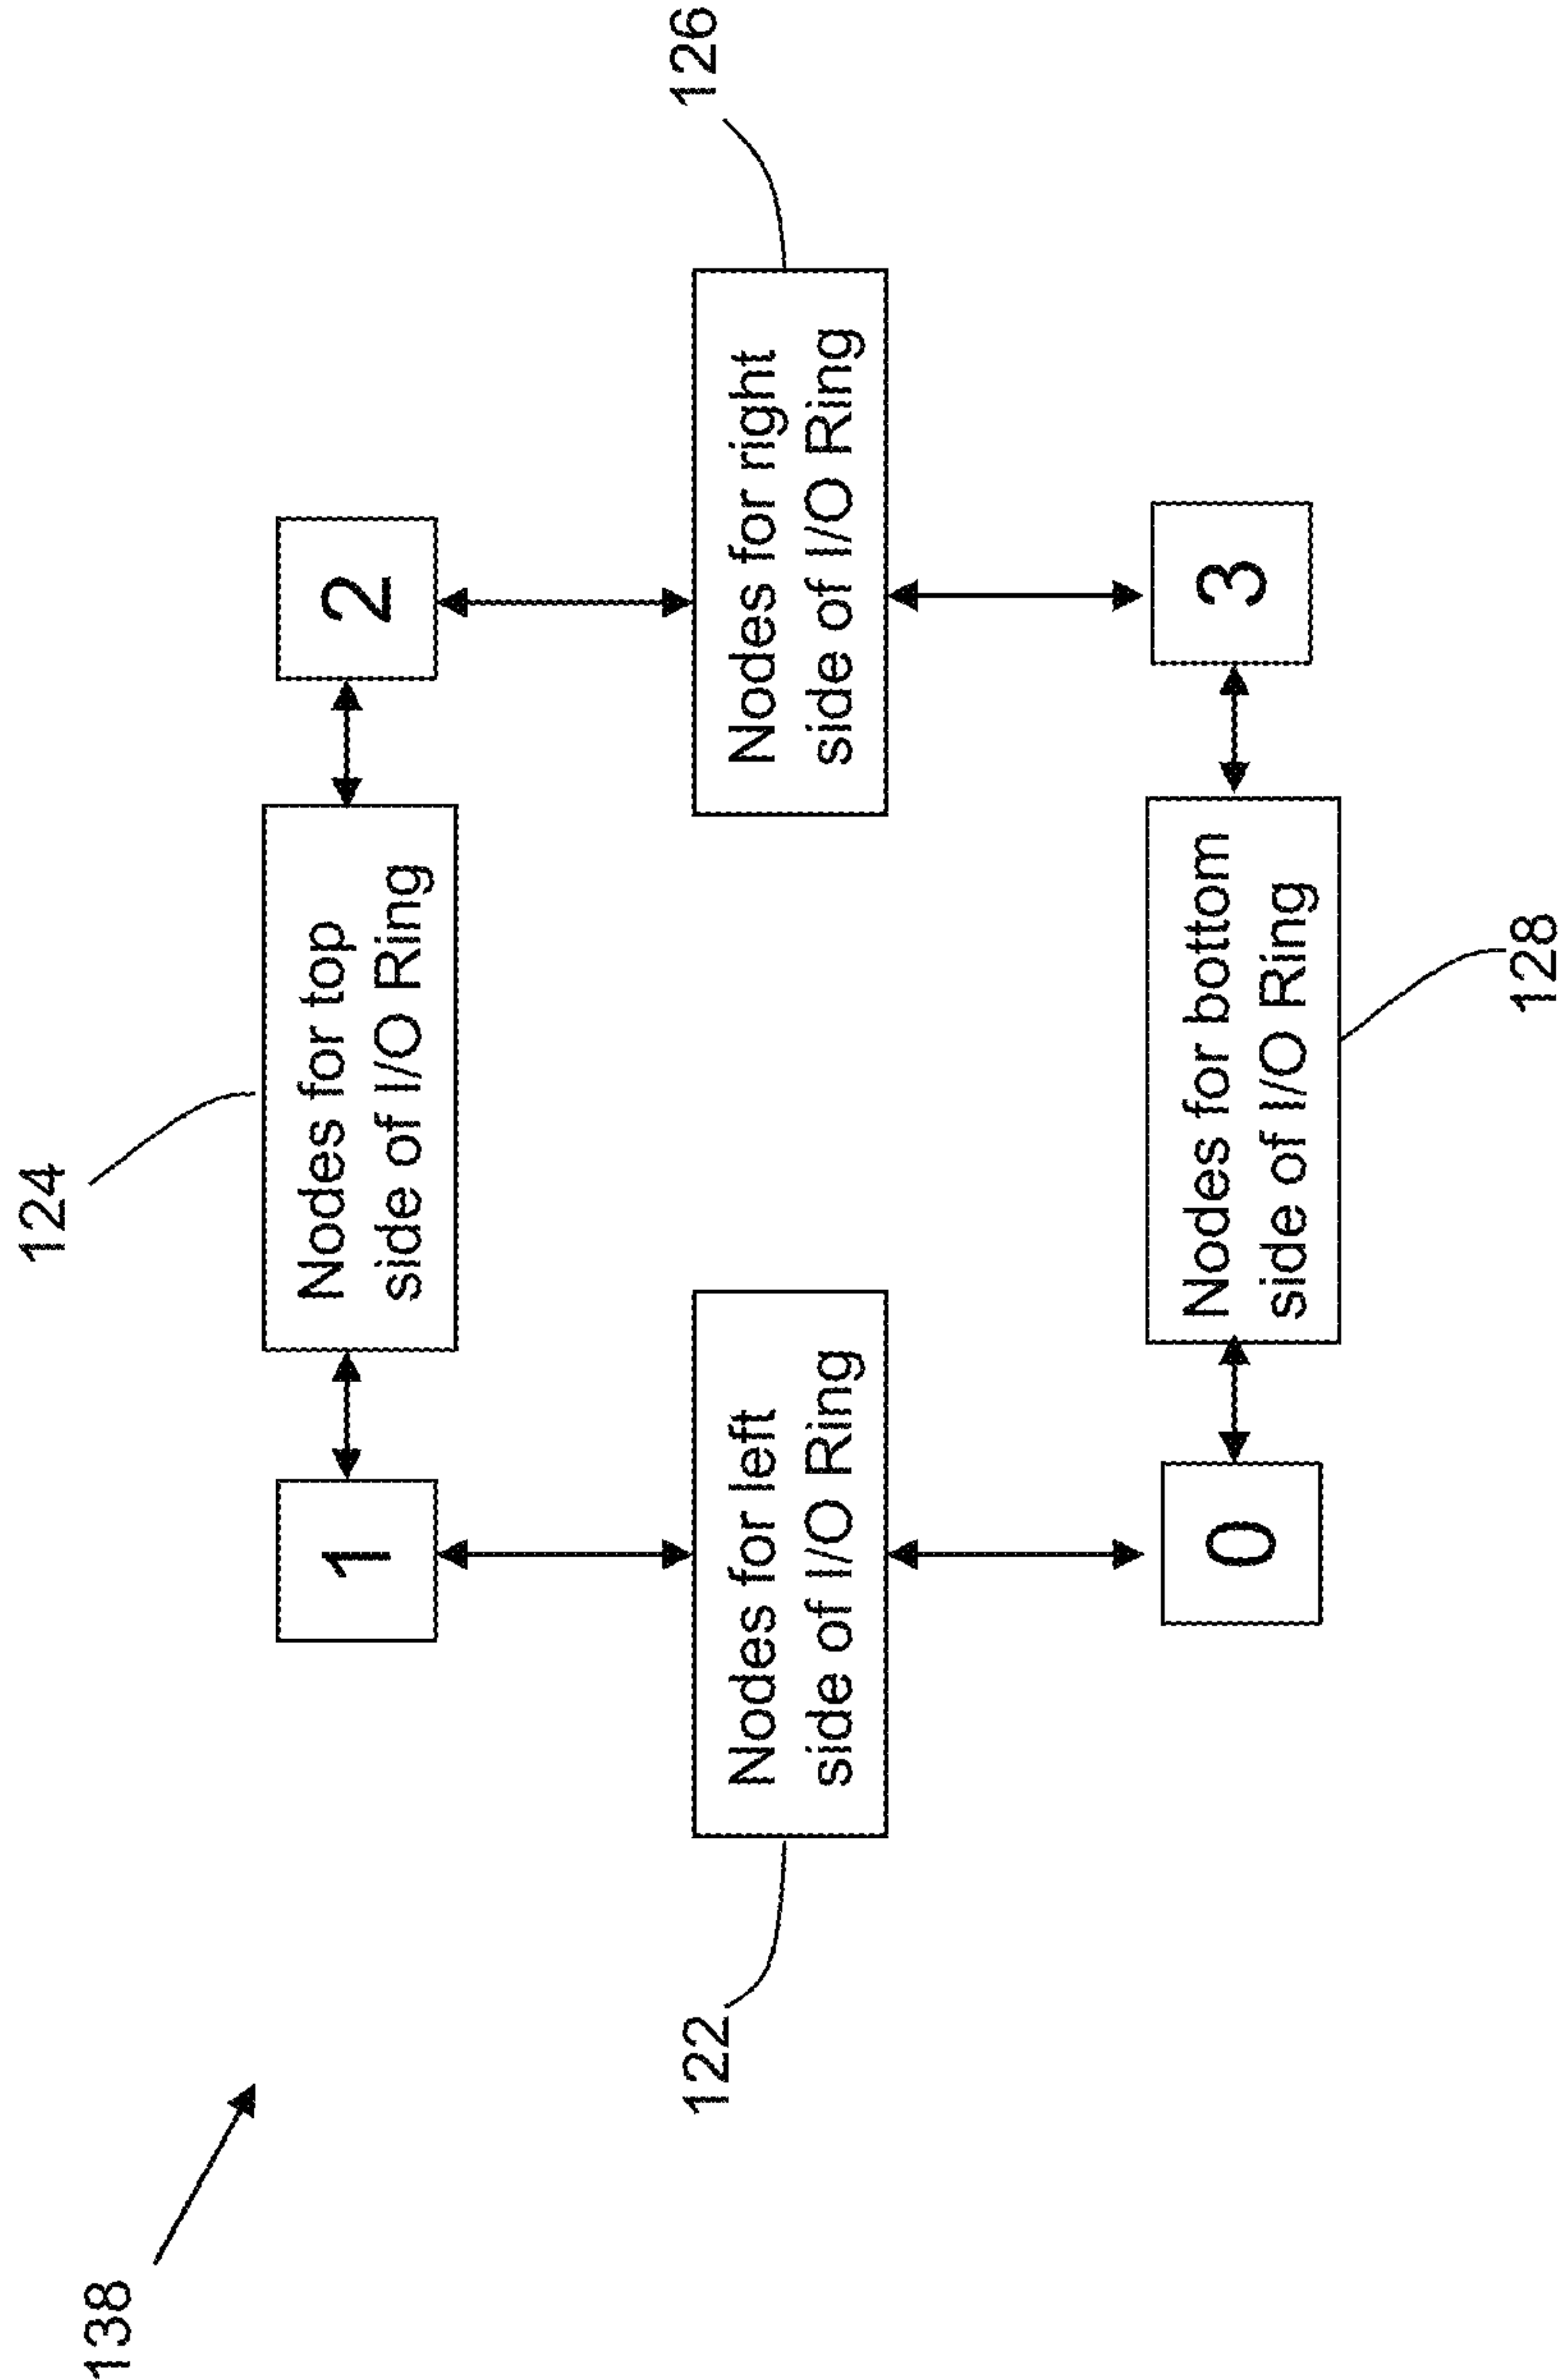 138
124
1
Nodes for top
side of I/O Ring
2
122
Nodes for left
side of I/O Ring
Nodes for right
side of I/O Ring
126
0
Nodes for bottom
side of I/O Ring
3
128